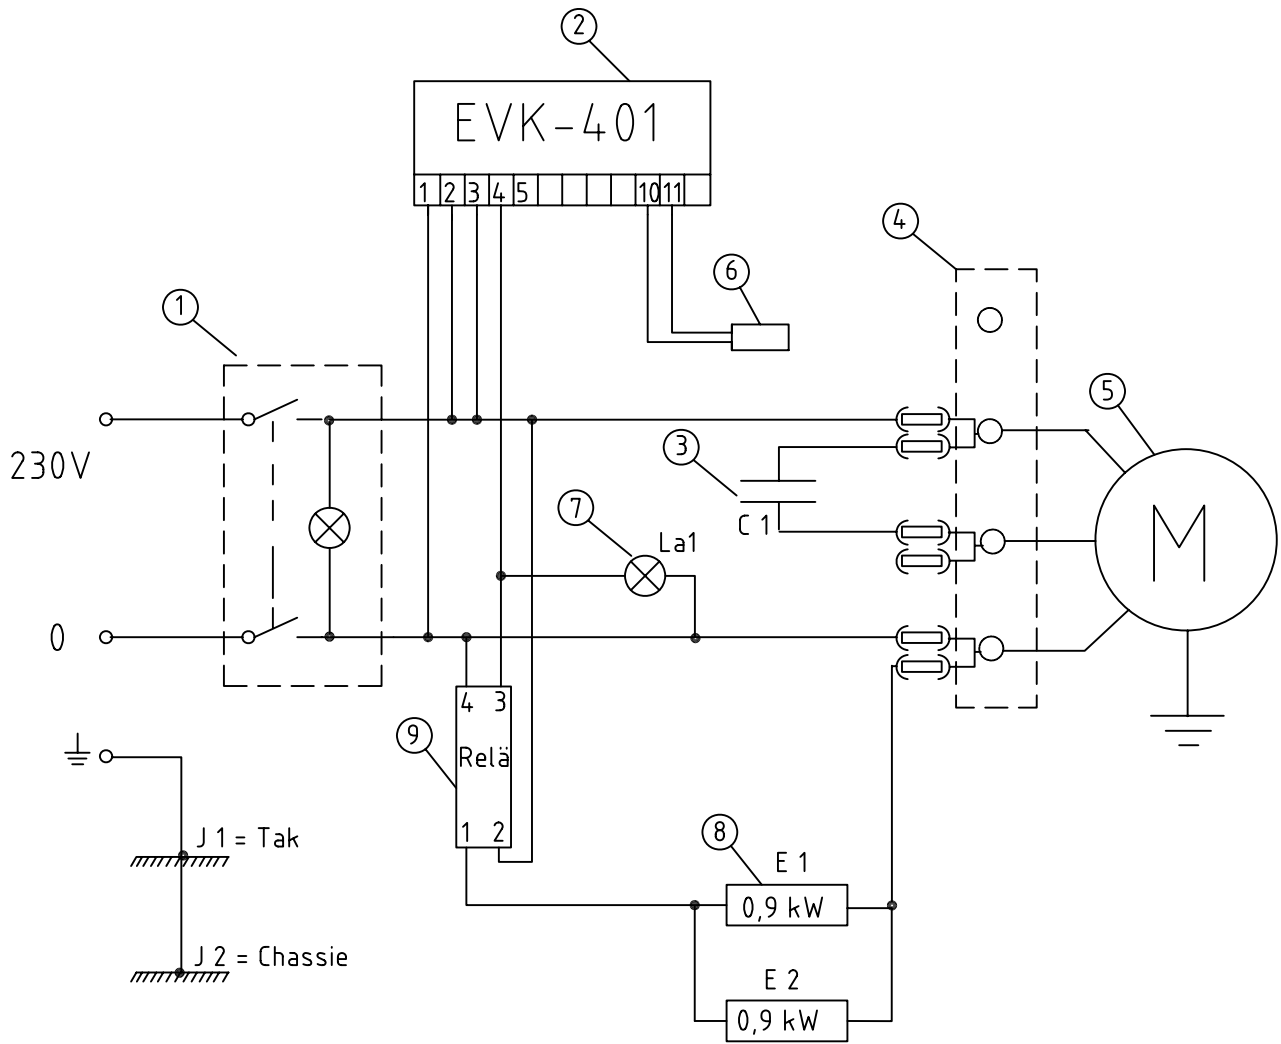 2
EVK-401
1 2 3 4 5 10 11
4
6
1
5
3
230V
C 1
7
La1
M
0
4 3
9
Relä
1 2
J 1 = Tak
8
E 1
0,9 kW
J 2 = Chassie
E 2
0,9 kW